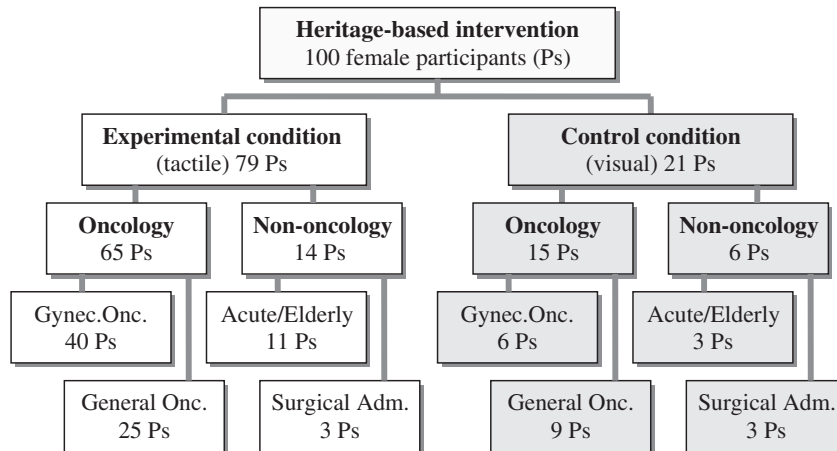 Heritage-based intervention
100 female participants (Ps)
Experimental condition
(tactile) 79 Ps
Control condition
(visual) 21 Ps
Oncology
65 Ps
Non-oncology
14 Ps
Oncology
15 Ps
Non-oncology
6 Ps
Gynec.Onc.
40 Ps
Acute/Elderly
11 Ps
Gynec.Onc.
6 Ps
Acute/Elderly
3 Ps
General Onc.
25 Ps
Surgical Adm.
3 Ps
General Onc.
9 Ps
Surgical Adm.
3 Ps